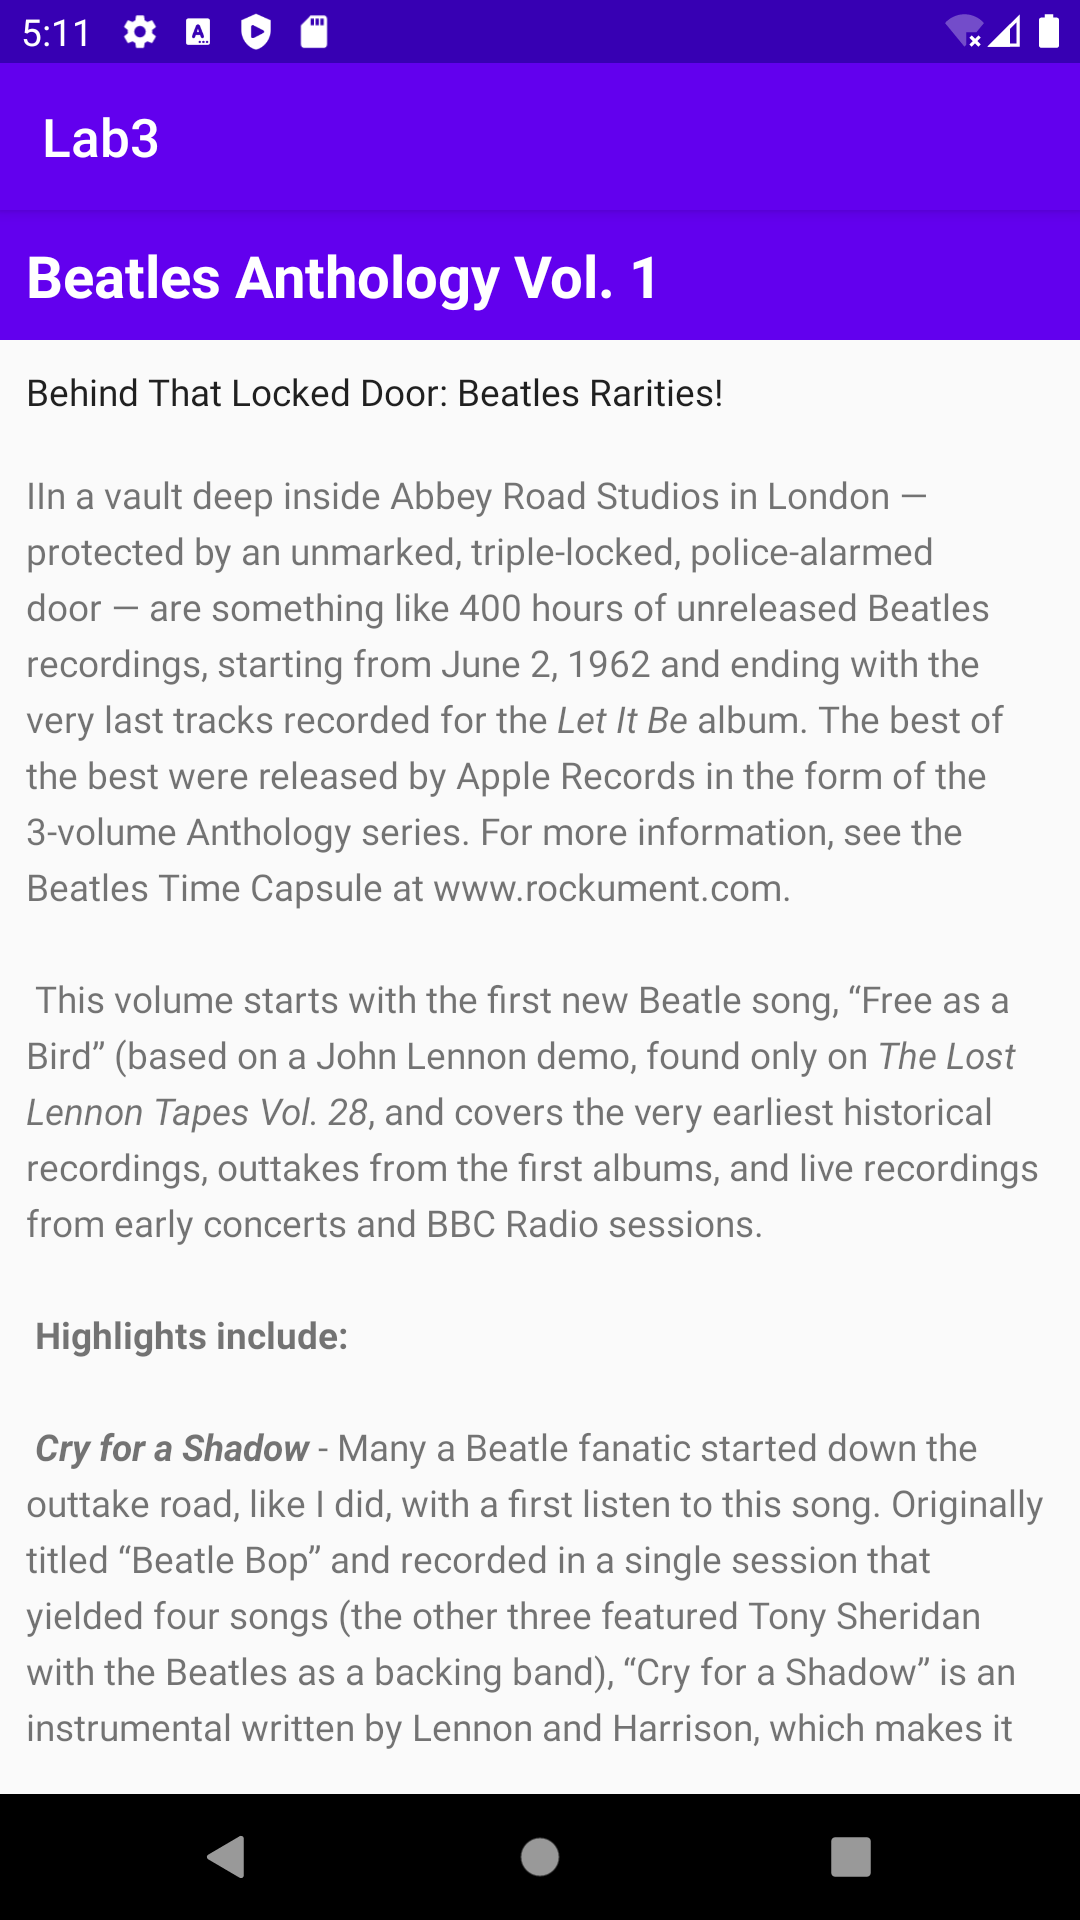 5:11
Lab3
Beatles Anthology Vol. 1
Behind That Locked Door: Beatles Rarities!
IIn a vault deep inside Abbey Road Studios in London —
protected by an unmarked, triple-locked, police-alarmed
door — are something like 400 hours of unreleased Beatles
recordings, starting from June 2, 1962 and ending with the
very last tracks recorded for the Let It Be album. The best of
the best were released by Apple Records in the form of the
3-volume Anthology series. For more information, see the
Beatles Time Capsule at www.rockument.com.
This volume starts with the first new Beatle song, “Free as a
Bird” (based on a John Lennon demo, found only on The Lost
Lennon Tapes Vol. 28, and covers the very earliest historical
recordings, outtakes from the first albums, and live recordings
from early concerts and BBC Radio sessions.
Highlights include:
Cry for a Shadow - Many a Beatle fanatic started down the
outtake road, like I did, with a first listen to this song. Originally
titled “Beatle Bop” and recorded in a single session that
yielded four songs (the other three featured Tony Sheridan
with the Beatles as a backing band), “Cry for a Shadow” is an
instrumental written by Lennon and Harrison, which makes it